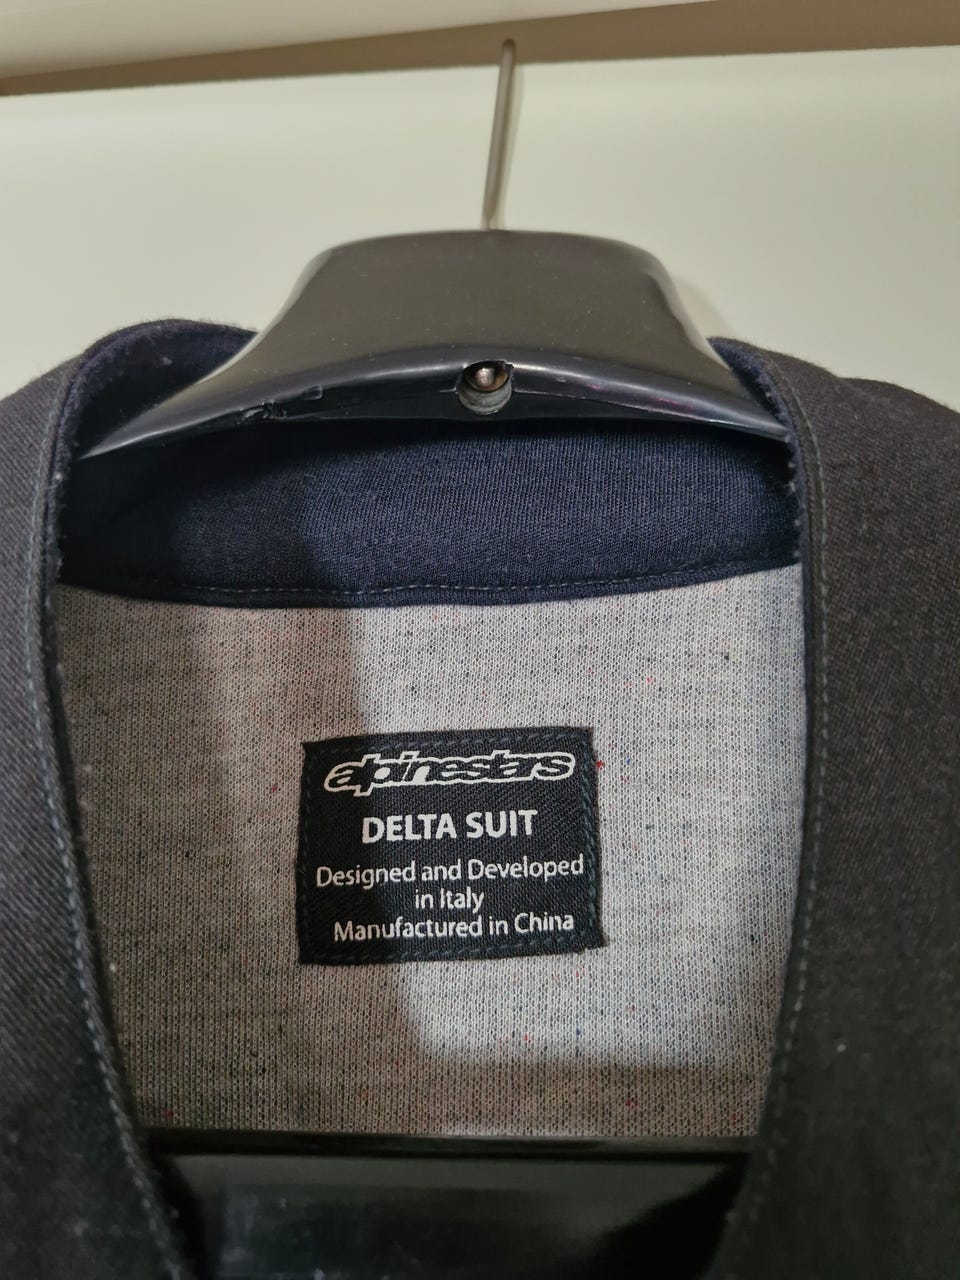 alpinestars
DELTA SUIT
Designed and Developed
in Italy
Manufactured in China